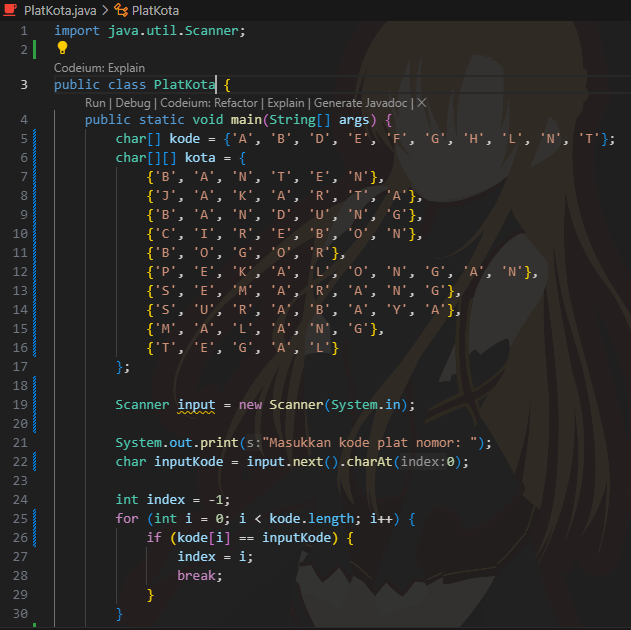 PlatKota.java > PlatKota
1 import java.util.Scanner;
2
Codeium: Explain
3 public class PlatKota {
Run | Debug | Codeium: Refactor | Explain | Generate Javadoc | X
4 public static void main(String[] args) {
5 char[] kode = {'A', 'B', 'D', 'E', 'F', 'G', 'H', 'L', 'N', 'T'};
6 char[][] kota = {
7 {'B', 'A', 'N', 'T', 'E', 'N'},
8 {'J', 'A', 'K', 'A', 'R', 'T', 'A'},
9 {'B', 'A', 'N', 'D', 'U', 'N', 'G'},
10 {'C', 'I', 'R', 'E', 'B', 'O', 'N'},
11 {'B', 'O', 'G', 'O', 'R'},
12 {'P', 'E', 'K', 'A', 'L', 'O', 'N', 'G', 'A', 'N'},
13 {'S', 'E', 'M', 'A', 'R', 'A', 'N', 'G'},
14 {'S', 'U', 'R', 'A', 'B', 'A', 'Y', 'A'},
15 {'M', 'A', 'L', 'A', 'N', 'G'},
16 {'T', 'E', 'G', 'A', 'L'}
17 };
18
19 Scanner input = new Scanner(System.in);
20
21 System.out.print(s:"Masukkan kode plat nomor: ");
22 char inputKode = input.next().charAt(index:0);
23
24 int index = -1;
25 for (int i = 0; i < kode.length; i++) {
26 if (kode[i] == inputKode) {
27 index = i;
28 break;
29 }
30 }